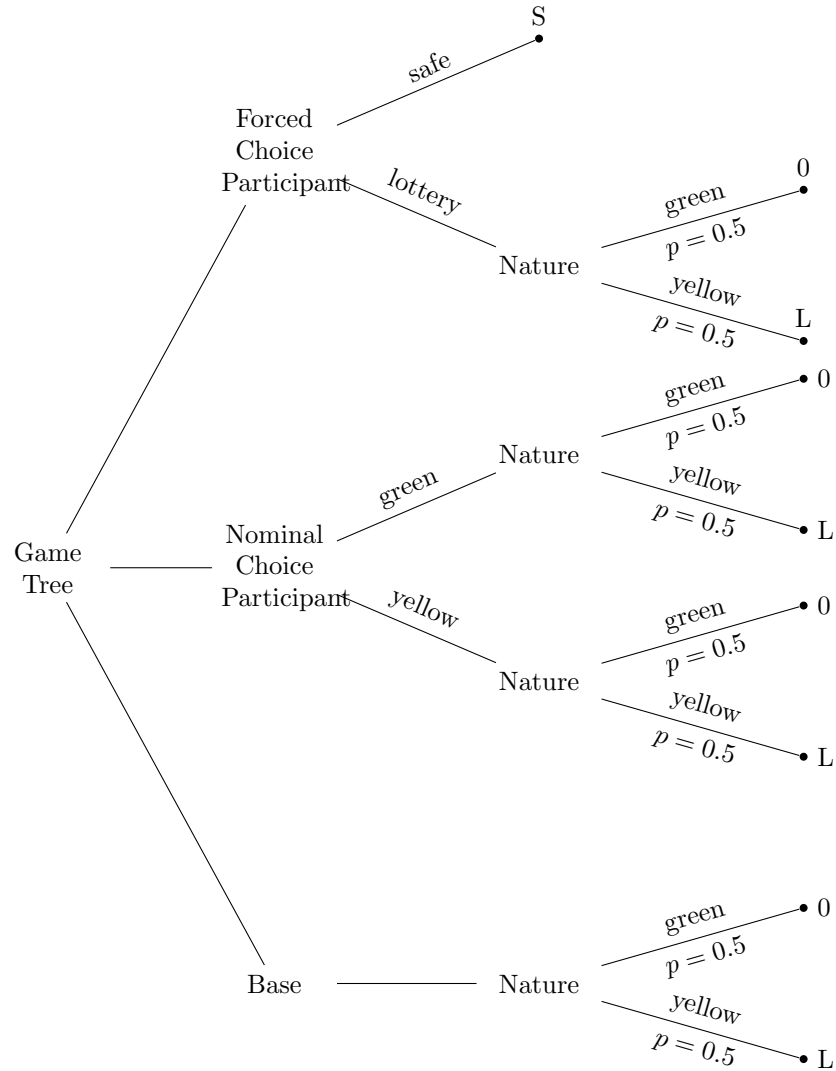 S
safe
Forced
Choice
Participant
lottery
0
green
p = 0.5
Nature
yellow
p = 0.5
L
0
green
p = 0.5
Nature
green
yellow
p = 0.5
L
Nominal
Choice
Participant
Game
Tree
yellow
0
green
p = 0.5
Nature
yellow
p = 0.5
L
0
green
p = 0.5
Base
Nature
yellow
p = 0.5
L